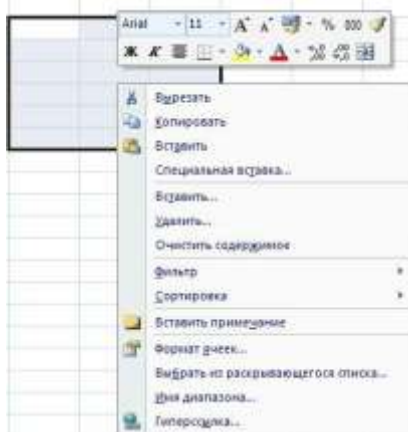 Arial 11 A A % 000
Ж К А
Вырезать
Копировать
Вставить
Специальная вставка...
Вставить...
Удалить...
Очистить содержимое
Фильтр
Сортировка
Вставить примечание
Формат ячеек...
Выбрать из раскрывающегося списка...
Имя диапазона...
Гиперссылка...